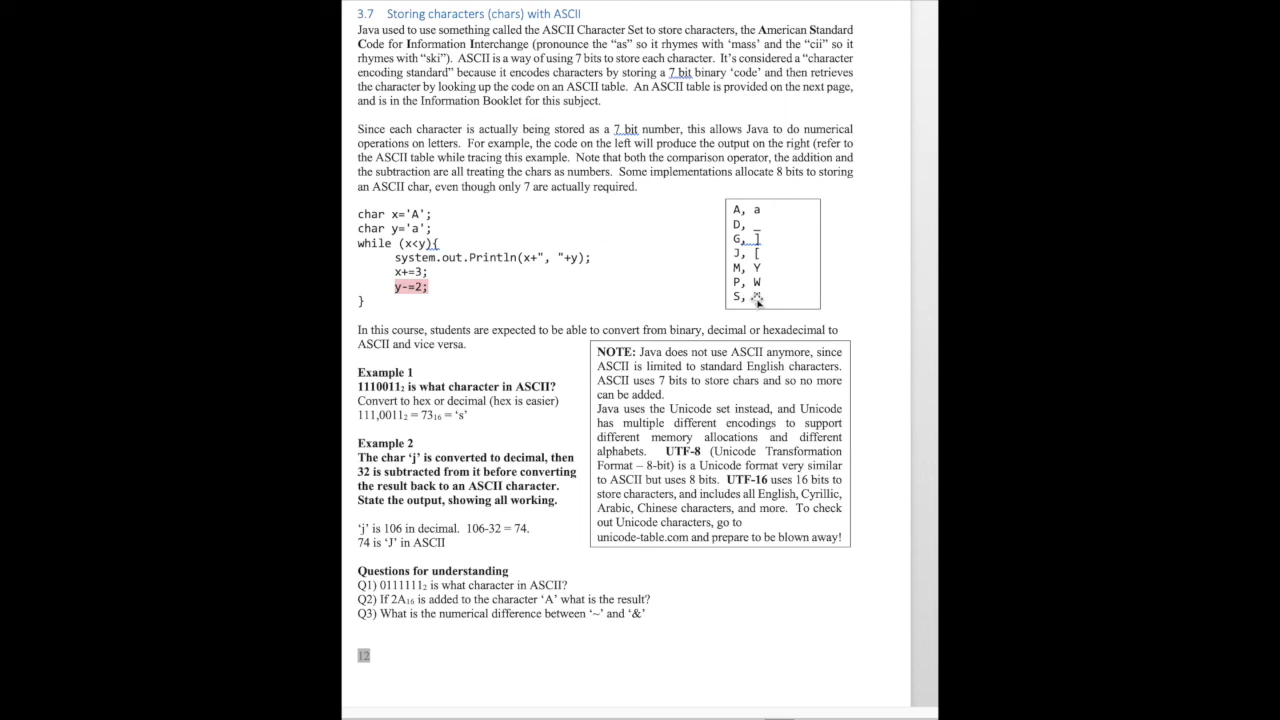 3.7 Storing characters (chars) with ASCII
Java used to use something called the ASCII Character Set to store characters, the American Standard
Code for Information Interchange (pronounce the “as” so it rhymes with ‘mass’ and the “cii” so it
rhymes with “ski”). ASCII is a way of using 7 bits to store each character. It’s considered a “character
encoding standard” because it encodes characters by storing a 7 bit binary ‘code’ and then retrieves
the character by looking up the code on an ASCII table. An ASCII table is provided on the next page,
and is in the Information Booklet for this subject.
Since each character is actually being stored as a 7 bit number, this allows Java to do numerical
operations on letters. For example, the code on the left will produce the output on the right (refer to
the ASCII table while tracing this example. Note that both the comparison operator, the addition and
the subtraction are all treating the chars as numbers. Some implementations allocate 8 bits to storing
an ASCII char, even though only 7 are actually required.
char x='A';
char y='a';
while (x<y){
system.out.Println(x+", "+y);
x+=3;
y-=2;
}
A, a
D, _
G, ]
J, [
M, Y
P, W
S,
In this course, students are expected to be able to convert from binary, decimal or hexadecimal to
ASCII and vice versa.
Example 1
1110011₂ is what character in ASCII?
Convert to hex or decimal (hex is easier)
111,0011₂ = 73₁₆ = ‘s’
Example 2
The char ‘j’ is converted to decimal, then
32 is subtracted from it before converting
the result back to an ASCII character.
State the output, showing all working.
‘j’ is 106 in decimal. 106-32 = 74.
74 is ‘J’ in ASCII
NOTE: Java does not use ASCII anymore, since
ASCII is limited to standard English characters.
ASCII uses 7 bits to store chars and so no more
can be added.
Java uses the Unicode set instead, and Unicode
has multiple different encodings to support
different memory allocations and different
alphabets. UTF-8 (Unicode Transformation
Format – 8-bit) is a Unicode format very similar
to ASCII but uses 8 bits. UTF-16 uses 16 bits to
store characters, and includes all English, Cyrillic,
Arabic, Chinese characters, and more. To check
out Unicode characters, go to
unicode-table.com and prepare to be blown away!
Questions for understanding
Q1) 0111111₂ is what character in ASCII?
Q2) If 2A₁₆ is added to the character ‘A’ what is the result?
Q3) What is the numerical difference between ‘~’ and ‘&’
12